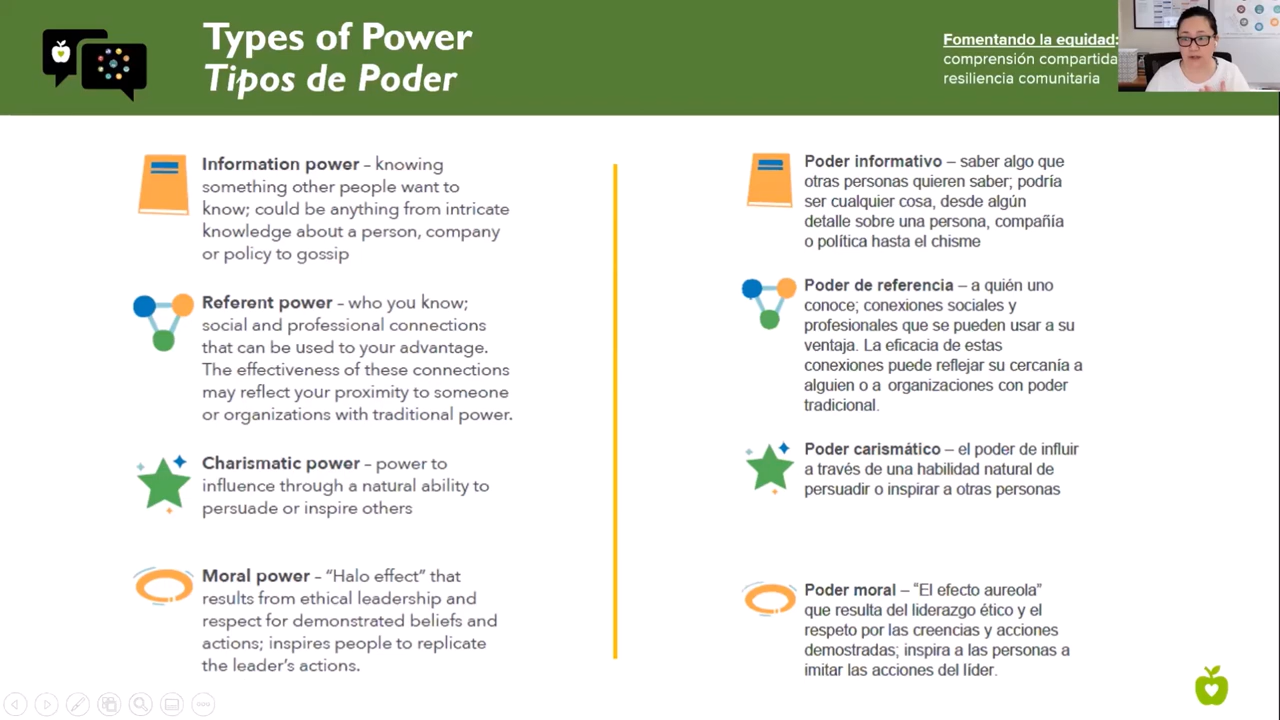 Types of Power
Tipos de Poder
Fomentando la equidad:
comprensión compartida
resiliencia comunitaria
Information power – knowing
something other people want to
know; could be anything from intricate
knowledge about a person, company
or policy to gossip
Referent power – who you know;
social and professional connections
that can be used to your advantage.
The effectiveness of these connections
may reflect your proximity to someone
or organizations with traditional power.
Charismatic power – power to
influence through a natural ability to
persuade or inspire others
Moral power – “Halo effect” that
results from ethical leadership and
respect for demonstrated beliefs and
actions; inspires people to replicate
the leader’s actions.
Poder informativo – saber algo que
otras personas quieren saber; podría
ser cualquier cosa, desde algún
detalle sobre una persona, compañía
o política hasta el chisme
Poder de referencia – a quién uno
conoce; conexiones sociales y
profesionales que se pueden usar a su
ventaja. La eficacia de estas
conexiones puede reflejar su cercanía a
alguien o a organizaciones con poder
tradicional.
Poder carismático – el poder de influir
a través de una habilidad natural de
persuadir o inspirar a otras personas
Poder moral – “El efecto aureola”
que resulta del liderazgo ético y el
respeto por las creencias y acciones
demostradas; inspira a las personas a
imitar las acciones del líder.